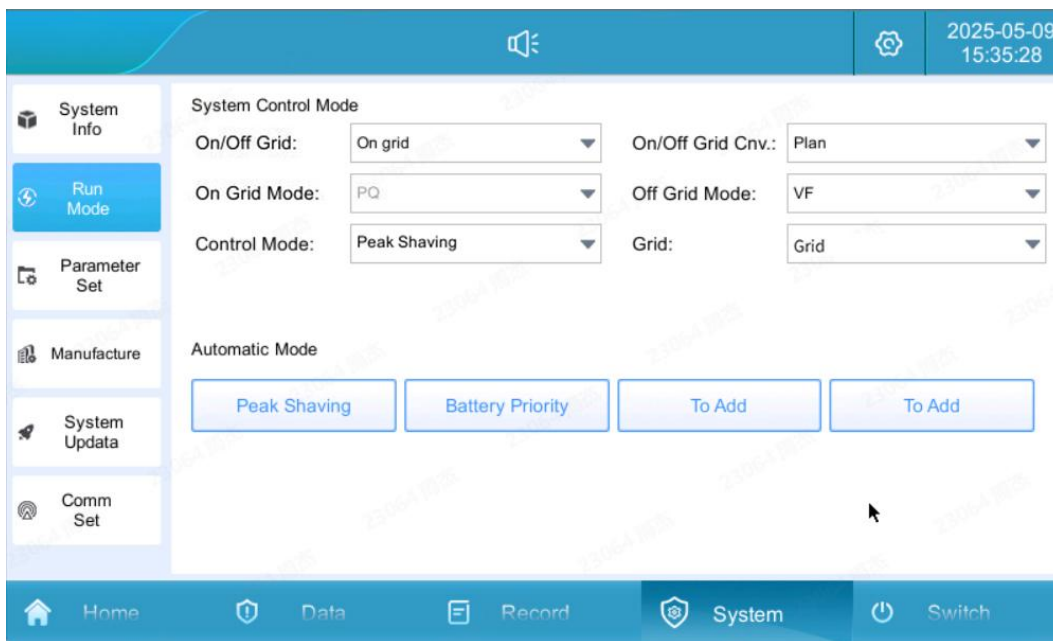 2025-05-09
15:35:28
System
Info
Run
Mode
Parameter
Set
Manufacture
System
Updata
Comm
Set
System Control Mode
On/Off Grid: On grid On/Off Grid Cnv.: Plan
On Grid Mode: PQ Off Grid Mode: VF
Control Mode: Peak Shaving Grid: Grid
Automatic Mode
Peak Shaving Battery Priority To Add To Add
Home Data Record System Switch